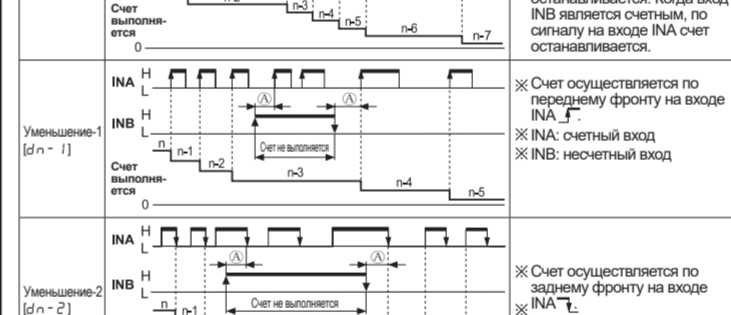 останавливается. Когда вход
INB является счетным, по
сигналу на входе INA счет
останавливается.
Счет
выполня-
ется
0
n-3
n-4
n-5
n-6
n-7
Уменьшение-1
[dn- 1]
INA H
L
Ⓐ Ⓐ
INB H
L
Счет не выполняется
n
n-1
n-2
n-3
n-4
n-5
Счет
выполня-
ется
0
※ Счет осуществляется по
переднему фронту на входе
INA
※ INA: счетный вход
※ INB: несчетный вход
Уменьшение-2
[dn- 2]
INA H
L
Ⓐ Ⓐ
INB H
L
Счет не выполняется
n
n-1
※ Счет осуществляется по
заднему фронту на входе
※ INA